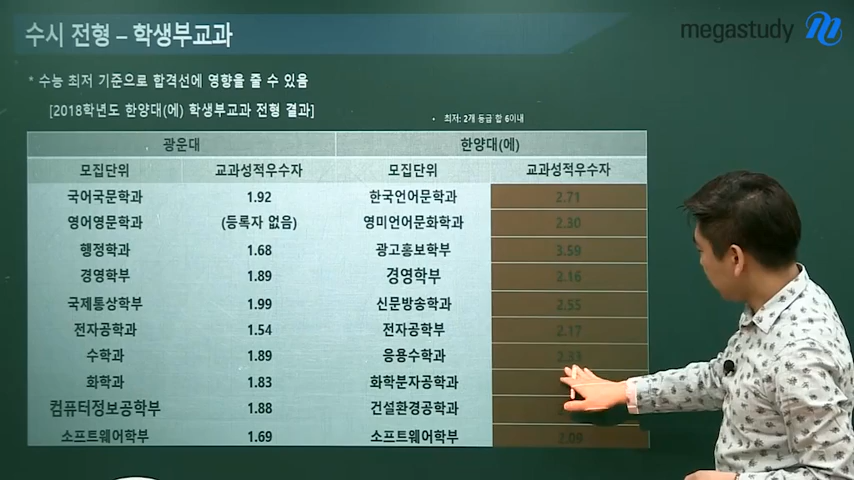 수시 전형 – 학생부교과
megastudy
* 수능 최저 기준으로 합격선에 영향을 줄 수 있음
[2018학년도 한양대(에) 학생부교과 전형 결과]
• 최저: 2개 등급 합 6이내
광운대 한양대(에)
모집단위 교과성적우수자 모집단위 교과성적우수자
국어국문학과 1.92 한국언어문학과 2.71
영어영문학과 (등록자 없음) 영미언어문화학과 2.30
행정학과 1.68 광고홍보학부 3.59
경영학부 1.89 경영학부 2.16
국제통상학부 1.99 신문방송학과 2.55
전자공학과 1.54 전자공학부 2.17
수학과 1.89 응용수학과 2.33
화학과 1.83 화학분자공학과
컴퓨터정보공학부 1.88 건설환경공학과
소프트웨어학부 1.69 소프트웨어학부 2.09